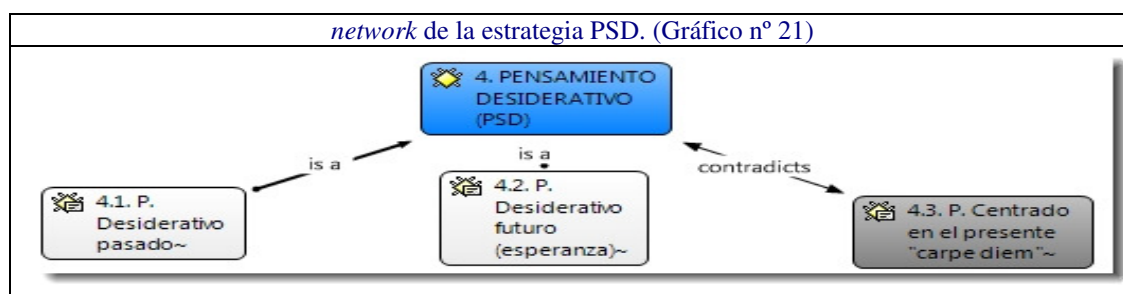 network de la estrategia PSD. (Gráfico nº 21)
4. PENSAMIENTO
DESIDERATIVO
(PSD)
is a
is a
contradicts
4.1. P.
Desiderativo
pasado~
4.2. P.
Desiderativo
futuro
(esperanza)~
4.3. P. Centrado
en el presente
"carpe diem"~